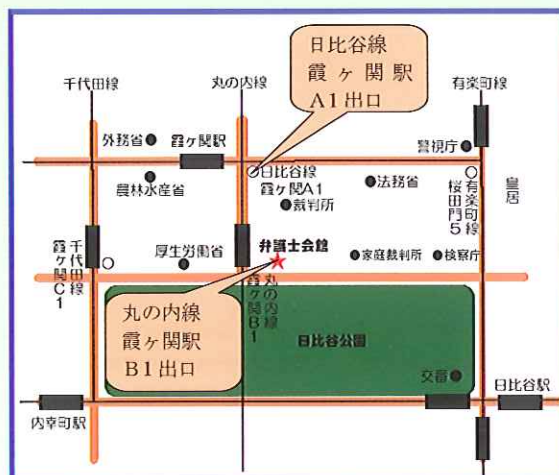 千代田線
丸の内線
有楽町線
日比谷線
霞ヶ関駅
A1出口
外務省
霞ヶ関駅
警視庁
農林水産省
日比谷線
霞ヶ関A1
法務省
裁判所
有楽町線
桜田門5
皇居
千代田線
霞ヶ関C1
厚生労働省
弁護士会館
家庭裁判所
検察庁
丸の内線
霞ヶ関B1
丸の内線
霞ヶ関駅
B1出口
日比谷公園
交番
日比谷駅
内幸町駅